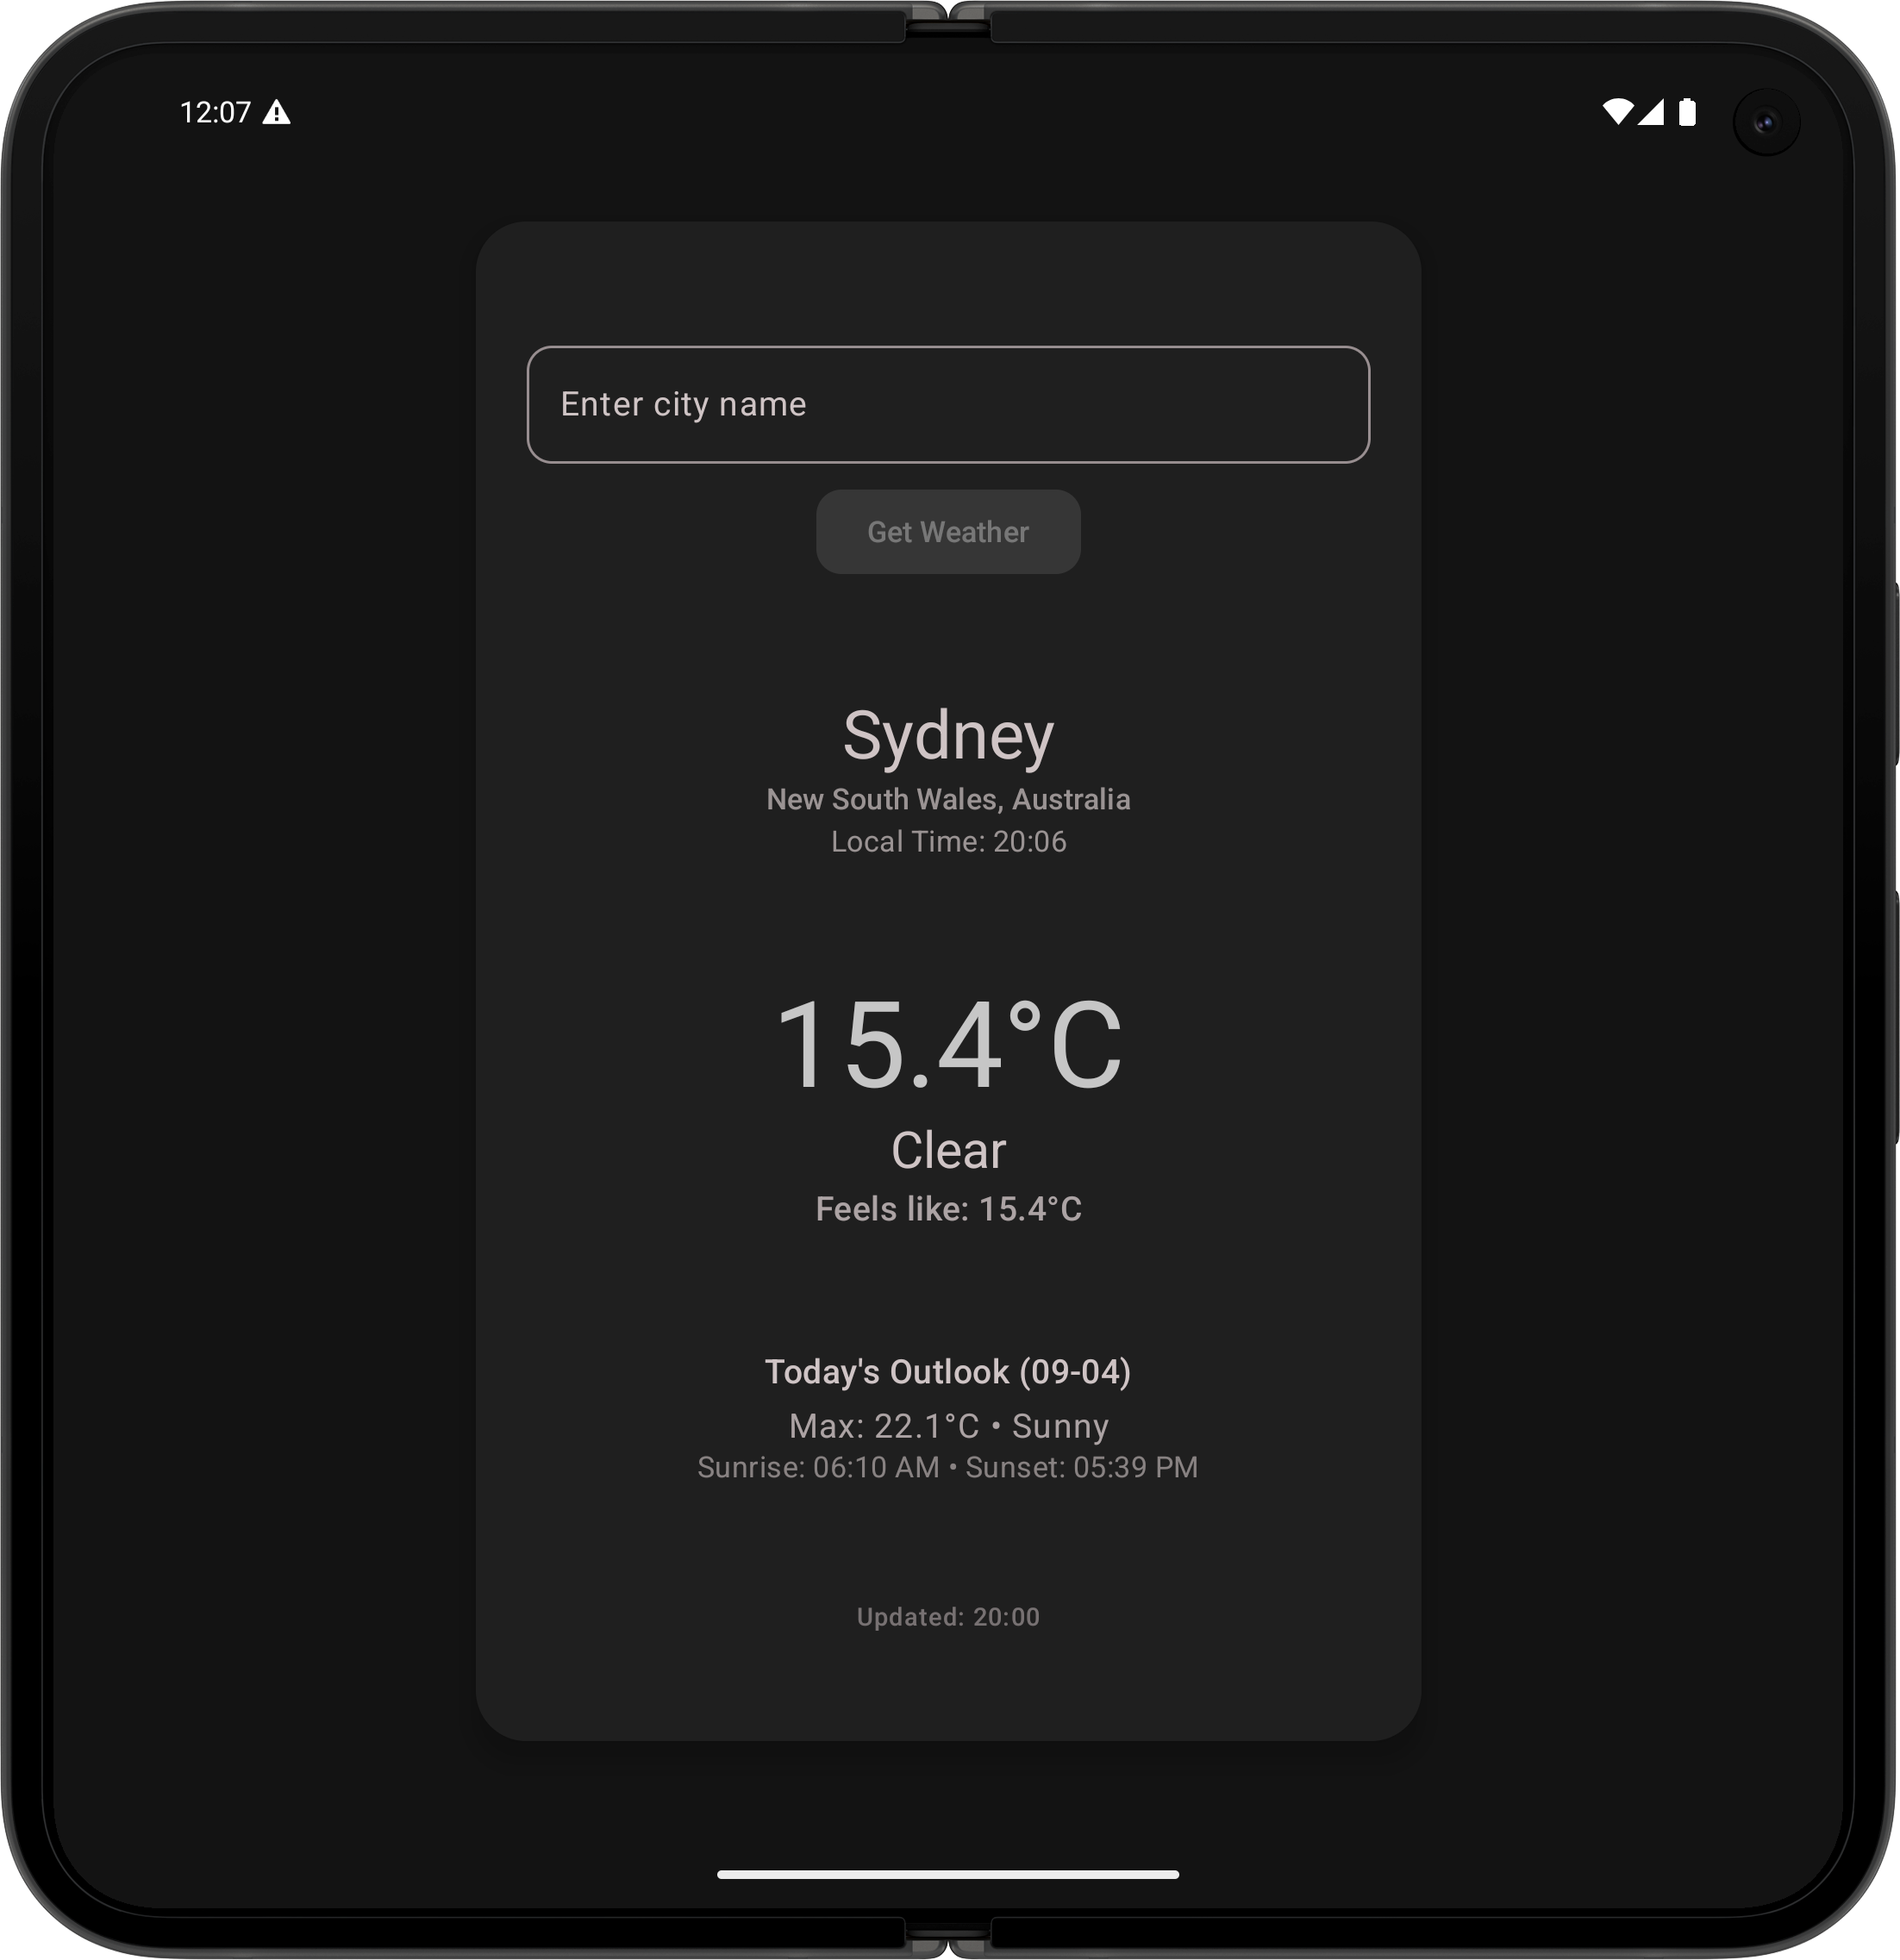 12:07
Enter city name
Get Weather
Sydney
New South Wales, Australia
Local Time: 20:06
15.4°C
Clear
Feels like: 15.4°C
Today's Outlook (09-04)
Max: 22.1°C • Sunny
Sunrise: 06:10 AM • Sunset: 05:39 PM
Updated: 20:00